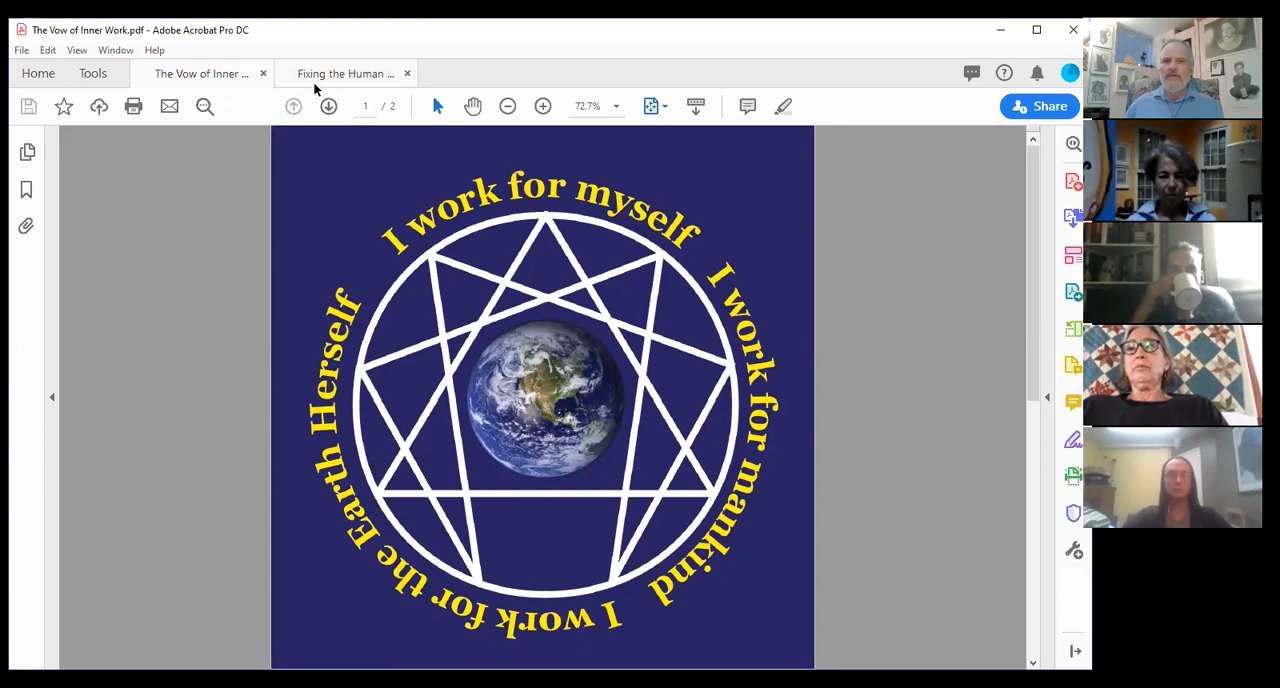 The Vow of Inner Work.pdf - Adobe Acrobat Pro DC
File Edit View Window Help
Home Tools The Vow of Inner ... Fixing the Human ...
1 / 2 72.7% Share
I work for myself
I work for mankind
I work for the Earth Herself